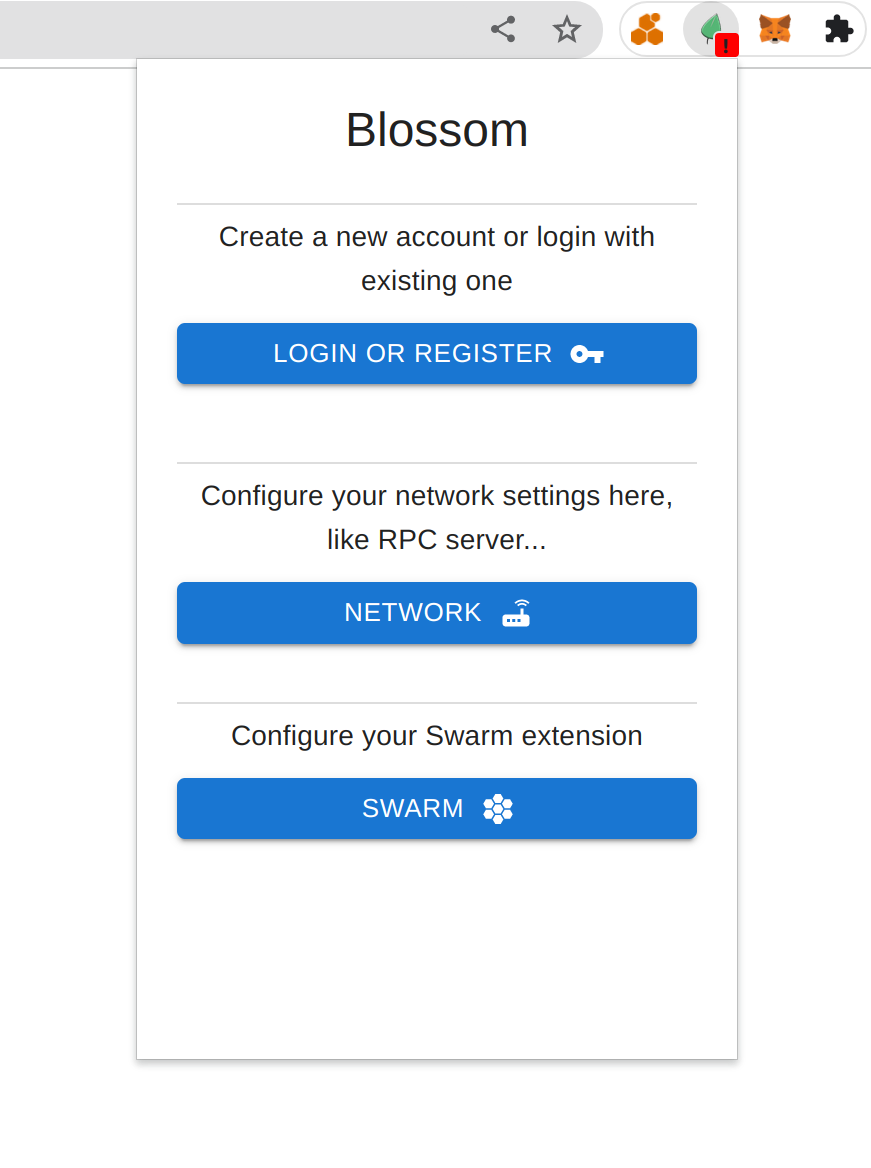 !
Blossom
Create a new account or login with
existing one
LOGIN OR REGISTER
Configure your network settings here,
like RPC server...
NETWORK
Configure your Swarm extension
SWARM